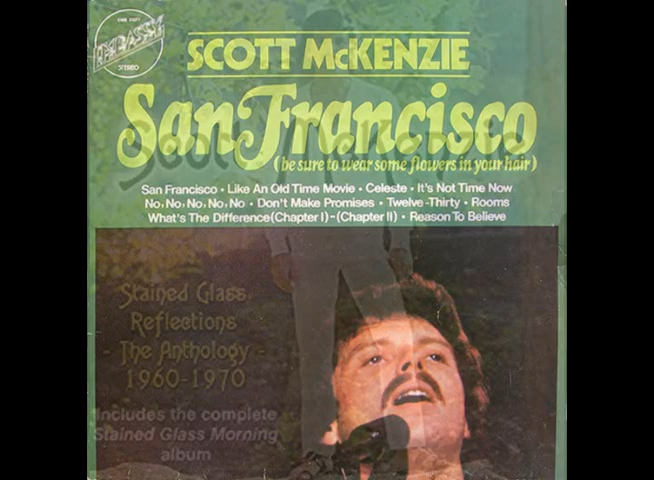 EMBASSY
STEREO
SCOTT McKENZIE
San Francisco
Scott McKenzie
(be sure to wear some flowers in your hair)
San Francisco • Like An Old Time Movie • Celeste • It's Not Time Now
No, No, No, No, No • Don't Make Promises • Twelve-Thirty • Rooms
What's The Difference (Chapter I) - (Chapter II) • Reason To Believe
Stained Glass
Reflections
- The Anthology -
1960-1970
Includes the complete
Stained Glass Morning
album